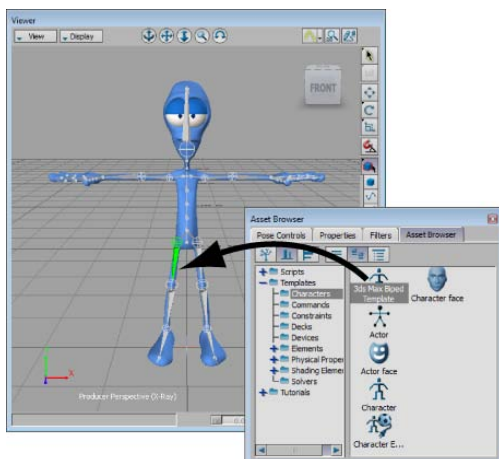 Viewer
View
Display
FRONT
X
Producer Perspective (X-Ray)
Asset Browser
Pose Controls
Properties
Filters
Asset Browser
Scripts
Templates
Characters
Commands
Constraints
Decks
Devices
Elements
Physical Proper
Shading Elemen
Solvers
Tutorials
3ds Max Biped
Template
Character face
Actor
Actor face
Character
Character E...